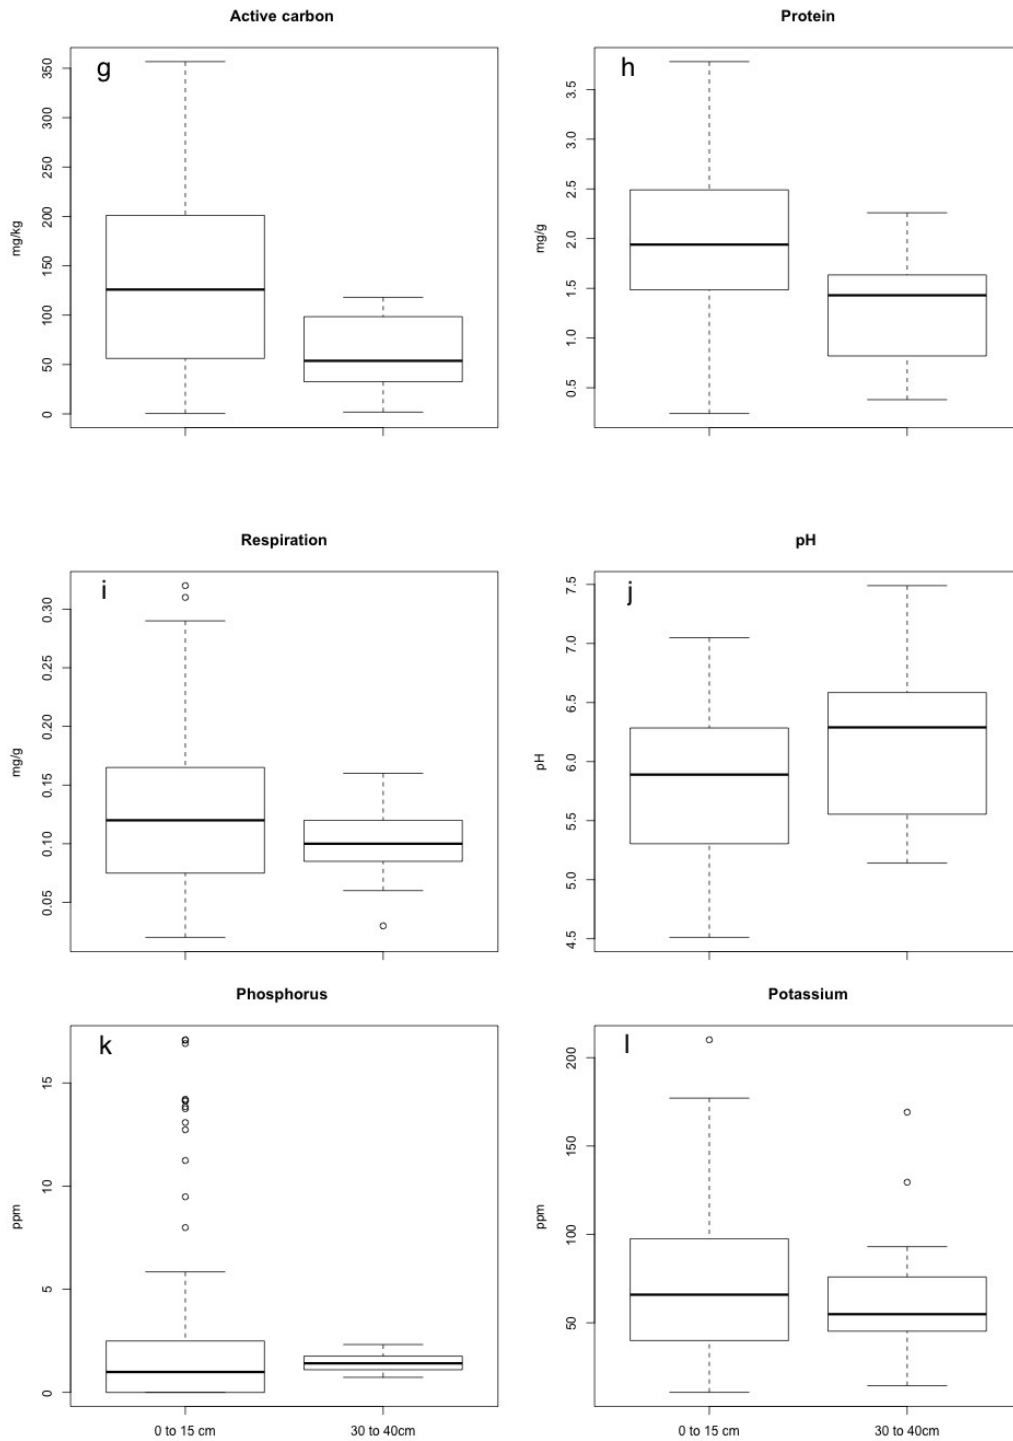 Active carbon
g
mg/kg
350
300
250
200
150
100
50
0
Protein
h
mg/g
3.5
3.0
2.5
2.0
1.5
1.0
0.5
Respiration
i
mg/g
0.30
0.25
0.20
0.15
0.10
0.05
pH
j
pH
7.5
7.0
6.5
6.0
5.5
5.0
4.5
Phosphorus
k
ppm
15
10
5
0
0 to 15 cm
30 to 40cm
Potassium
l
ppm
200
150
100
50
0 to 15 cm
30 to 40cm